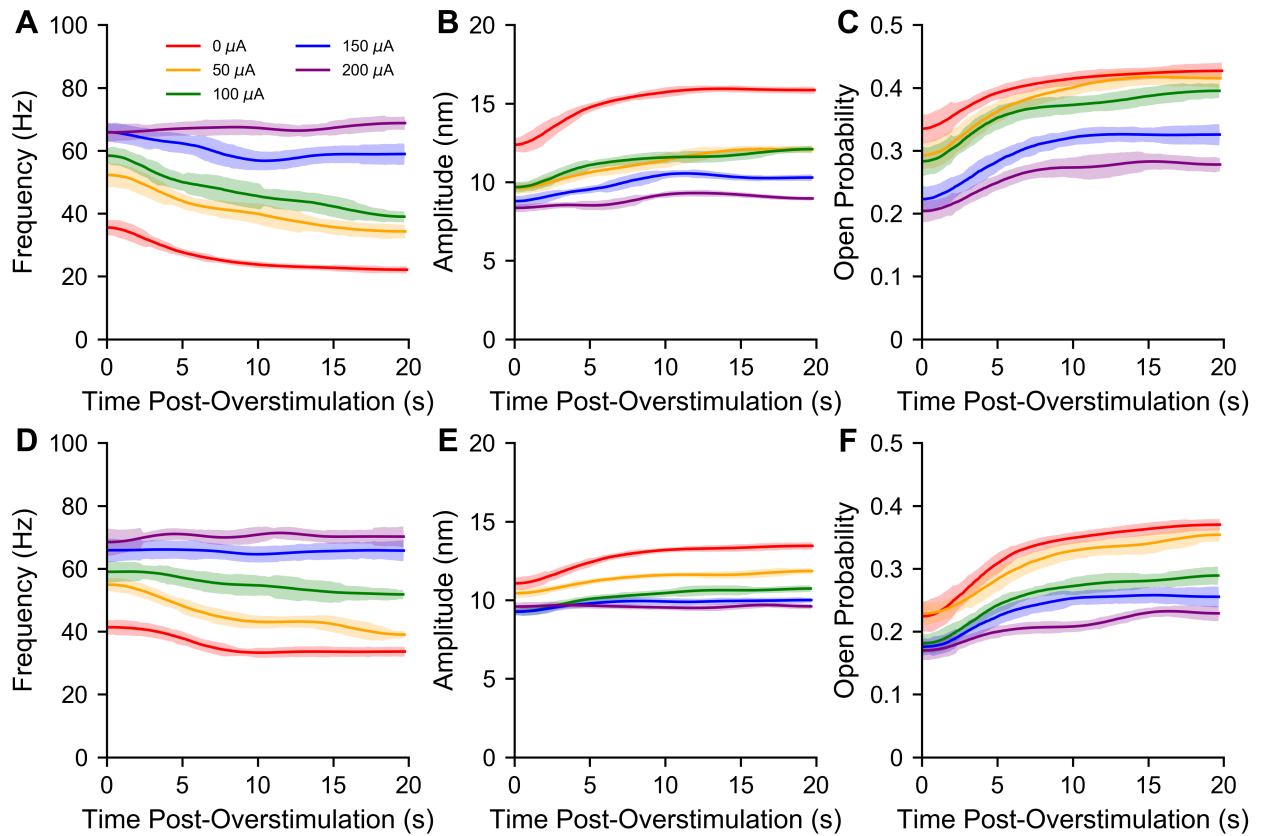 A
100
80
60
40
20
0
0 5 10 15 20
Frequency (Hz)
Time Post-Overstimulation (s)
0 μA
50 μA
100 μA
150 μA
200 μA
B
20
15
10
5
0
0 5 10 15 20
Amplitude (nm)
Time Post-Overstimulation (s)
C
0.5
0.4
0.3
0.2
0.1
0
0 5 10 15 20
Open Probability
Time Post-Overstimulation (s)
D
100
80
60
40
20
0
0 5 10 15 20
Frequency (Hz)
Time Post-Overstimulation (s)
E
20
15
10
5
0
0 5 10 15 20
Amplitude (nm)
Time Post-Overstimulation (s)
F
0.5
0.4
0.3
0.2
0.1
0
0 5 10 15 20
Open Probability
Time Post-Overstimulation (s)